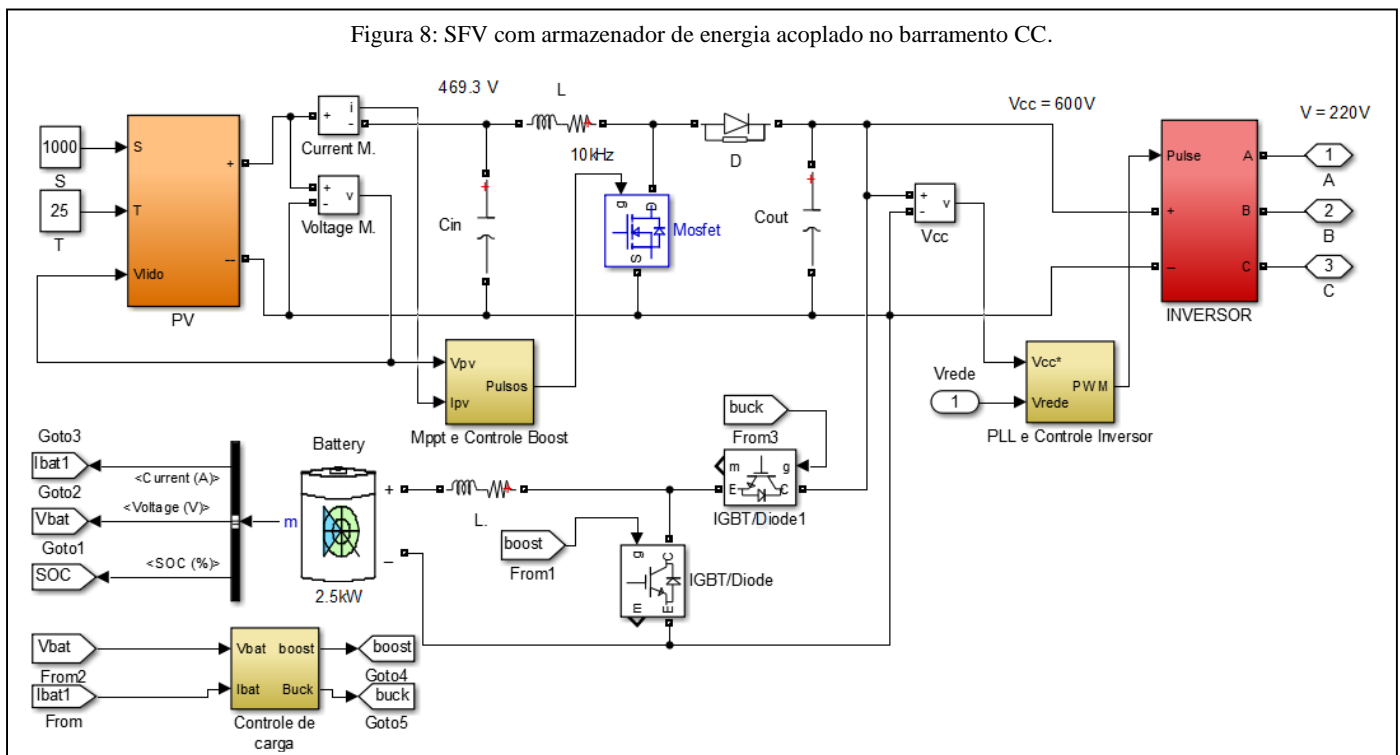 Figura 8: SFV com armazenador de energia acoplado no barramento CC.
469.3 V
L
Vcc = 600V
V = 220V
1000
S
25
T
S
T
Vlido
+
--
PV
+
-
i
Current M.
+
-
v
Voltage M.
Cin
10kHz
g
D
S
Mosfet
D
Cout
+
-
v
Vcc
Pulse
+
–
A
B
C
INVERSOR
1
A
2
B
3
C
Vpv
Ipv
Pulsos
Mppt e Controle Boost
Vrede
1
Vcc*
Vrede
PWM
PLL e Controle Inversor
buck
From3
m
g
E
C
IGBT/Diode1
Goto3
Ibat1
<Current (A)>
Goto2
Vbat
<Voltage (V)>
Goto1
SOC
<SOC (%)>
Battery
m
+
–
2.5kW
L.
boost
From1
g
C
m
E
IGBT/Diode
Vbat
From2
Ibat1
From
Vbat
Ibat
boost
Buck
Controle de
carga
boost
Goto4
buck
Goto5